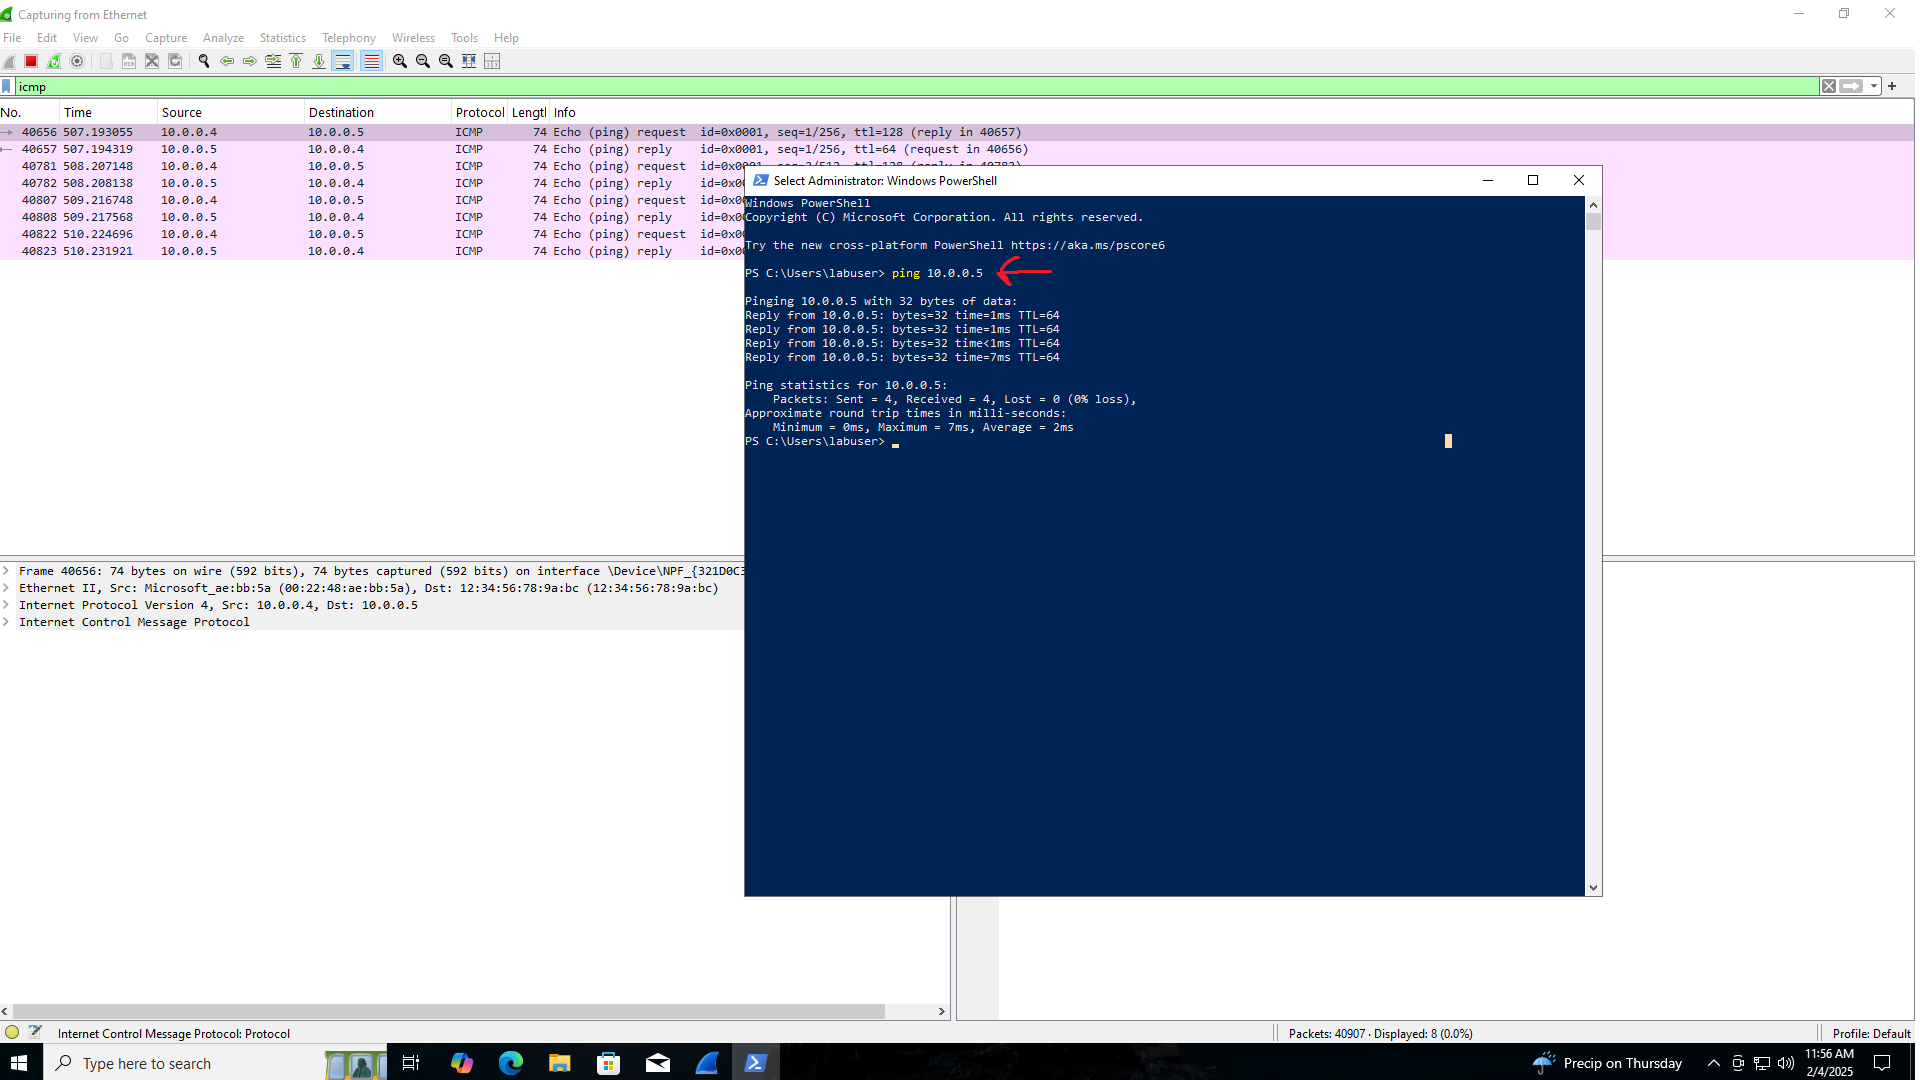 Capturing from Ethernet
File Edit View Go Capture Analyze Statistics Telephony Wireless Tools Help
icmp
No. Time Source Destination Protocol Lengtl Info
40656 507.193055 10.0.0.4 10.0.0.5 ICMP 74 Echo (ping) request id=0x0001, seq=1/256, ttl=128 (reply in 40657)
40657 507.194319 10.0.0.5 10.0.0.4 ICMP 74 Echo (ping) reply id=0x0001, seq=1/256, ttl=64 (request in 40656)
40781 508.207148 10.0.0.4 10.0.0.5 ICMP 74 Echo (ping) request id=0x0001, seq=2/512, ttl=128 (reply in 40782)
40782 508.208138 10.0.0.5 10.0.0.4 ICMP 74 Echo (ping) reply id=0x00
40807 509.216748 10.0.0.4 10.0.0.5 ICMP 74 Echo (ping) request id=0x00
40808 509.217568 10.0.0.5 10.0.0.4 ICMP 74 Echo (ping) reply id=0x00
40822 510.224696 10.0.0.4 10.0.0.5 ICMP 74 Echo (ping) request id=0x00
40823 510.231921 10.0.0.5 10.0.0.4 ICMP 74 Echo (ping) reply id=0x00
Select Administrator: Windows PowerShell
Windows PowerShell
Copyright (C) Microsoft Corporation. All rights reserved.
Try the new cross-platform PowerShell https://aka.ms/pscore6
PS C:\Users\labuser> ping 10.0.0.5
Pinging 10.0.0.5 with 32 bytes of data:
Reply from 10.0.0.5: bytes=32 time=1ms TTL=64
Reply from 10.0.0.5: bytes=32 time=1ms TTL=64
Reply from 10.0.0.5: bytes=32 time<1ms TTL=64
Reply from 10.0.0.5: bytes=32 time=7ms TTL=64
Ping statistics for 10.0.0.5:
Packets: Sent = 4, Received = 4, Lost = 0 (0% loss),
Approximate round trip times in milli-seconds:
Minimum = 0ms, Maximum = 7ms, Average = 2ms
PS C:\Users\labuser>
Frame 40656: 74 bytes on wire (592 bits), 74 bytes captured (592 bits) on interface \Device\NPF_{321D0C3
Ethernet II, Src: Microsoft_ae:bb:5a (00:22:48:ae:bb:5a), Dst: 12:34:56:78:9a:bc (12:34:56:78:9a:bc)
Internet Protocol Version 4, Src: 10.0.0.4, Dst: 10.0.0.5
Internet Control Message Protocol
Internet Control Message Protocol: Protocol
Packets: 40907 · Displayed: 8 (0.0%)
Profile: Default
Type here to search
Precip on Thursday
11:56 AM
2/4/2025